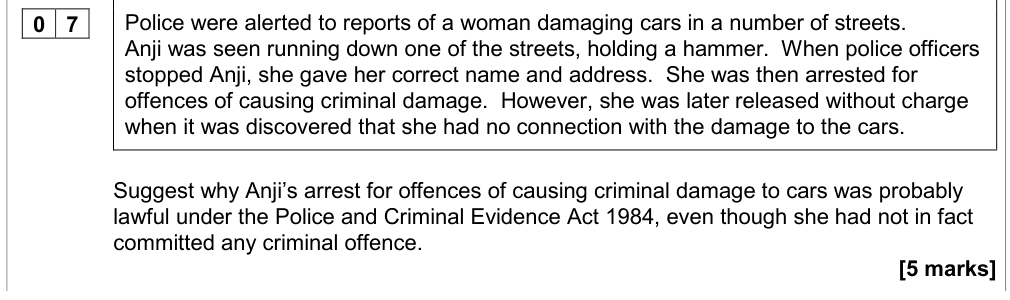 0 7
Police were alerted to reports of a woman damaging cars in a number of streets.
Anji was seen running down one of the streets, holding a hammer. When police officers
stopped Anji, she gave her correct name and address. She was then arrested for
offences of causing criminal damage. However, she was later released without charge
when it was discovered that she had no connection with the damage to the cars.
Suggest why Anji's arrest for offences of causing criminal damage to cars was probably
lawful under the Police and Criminal Evidence Act 1984, even though she had not in fact
committed any criminal offence.
[5 marks]